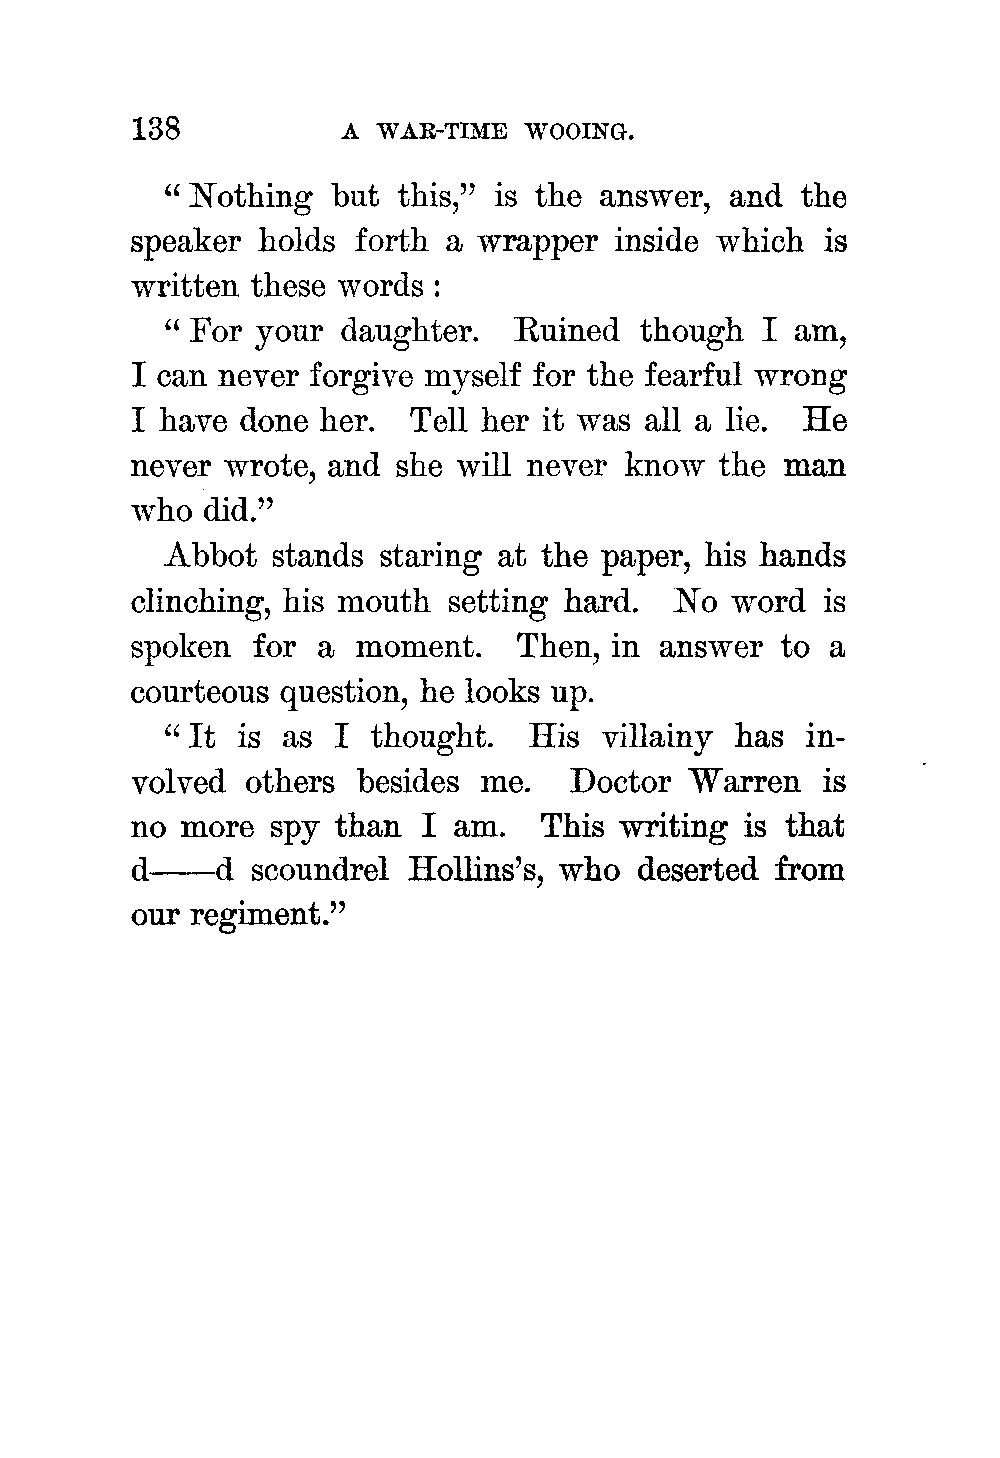 138 A WAR-TIME WOOING.
“Nothing but this,” is the answer, and the
speaker holds forth a wrapper inside which is
written these words :
“For your daughter. Ruined though I am,
I can never forgive myself for the fearful wrong
I have done her. Tell her it was all a lie. He
never wrote, and she will never know the man
who did.”
Abbot stands staring at the paper, his hands
clinching, his mouth setting hard. No word is
spoken for a moment. Then, in answer to a
courteous question, he looks up.
“It is as I thought. His villainy has in-
volved others besides me. Doctor Warren is
no more spy than I am. This writing is that
d——d scoundrel Hollins’s, who deserted from
our regiment.”